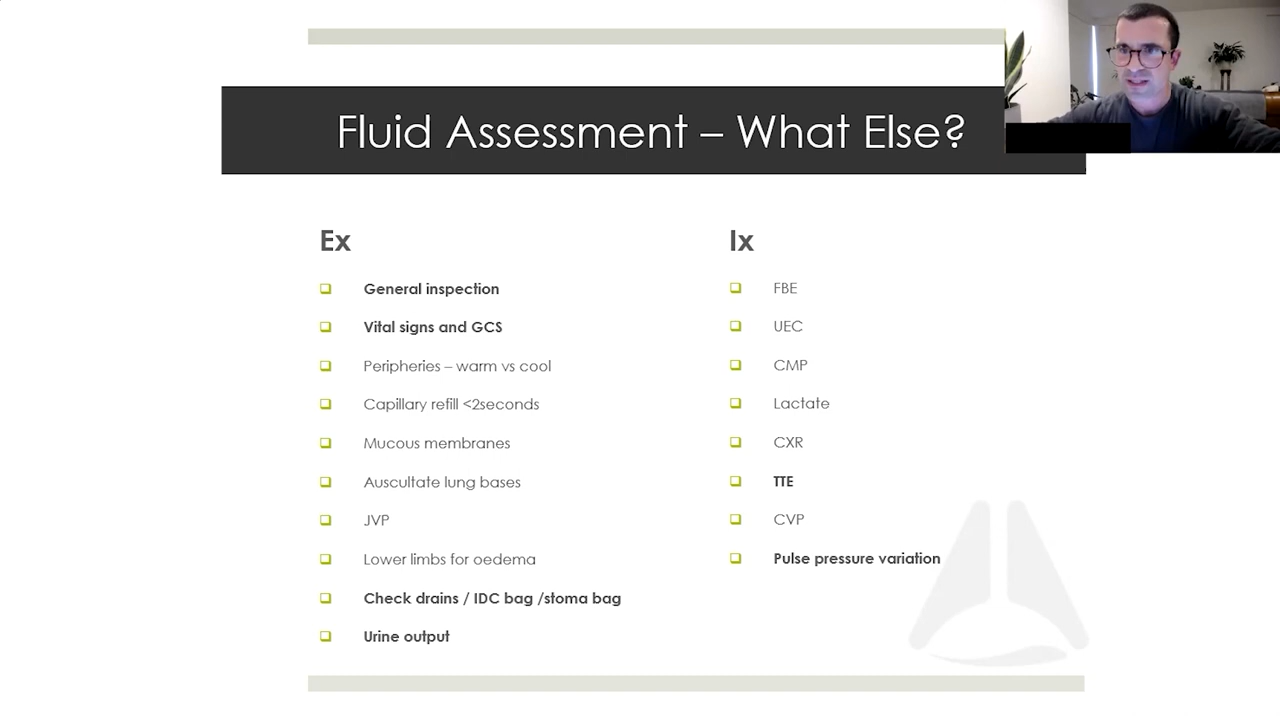 Fluid Assessment – What Else?
Ex
General inspection
Vital signs and GCS
Peripheries – warm vs cool
Capillary refill <2seconds
Mucous membranes
Auscultate lung bases
JVP
Lower limbs for oedema
Check drains / IDC bag /stoma bag
Urine output
Ix
FBE
UEC
CMP
Lactate
CXR
TTE
CVP
Pulse pressure variation